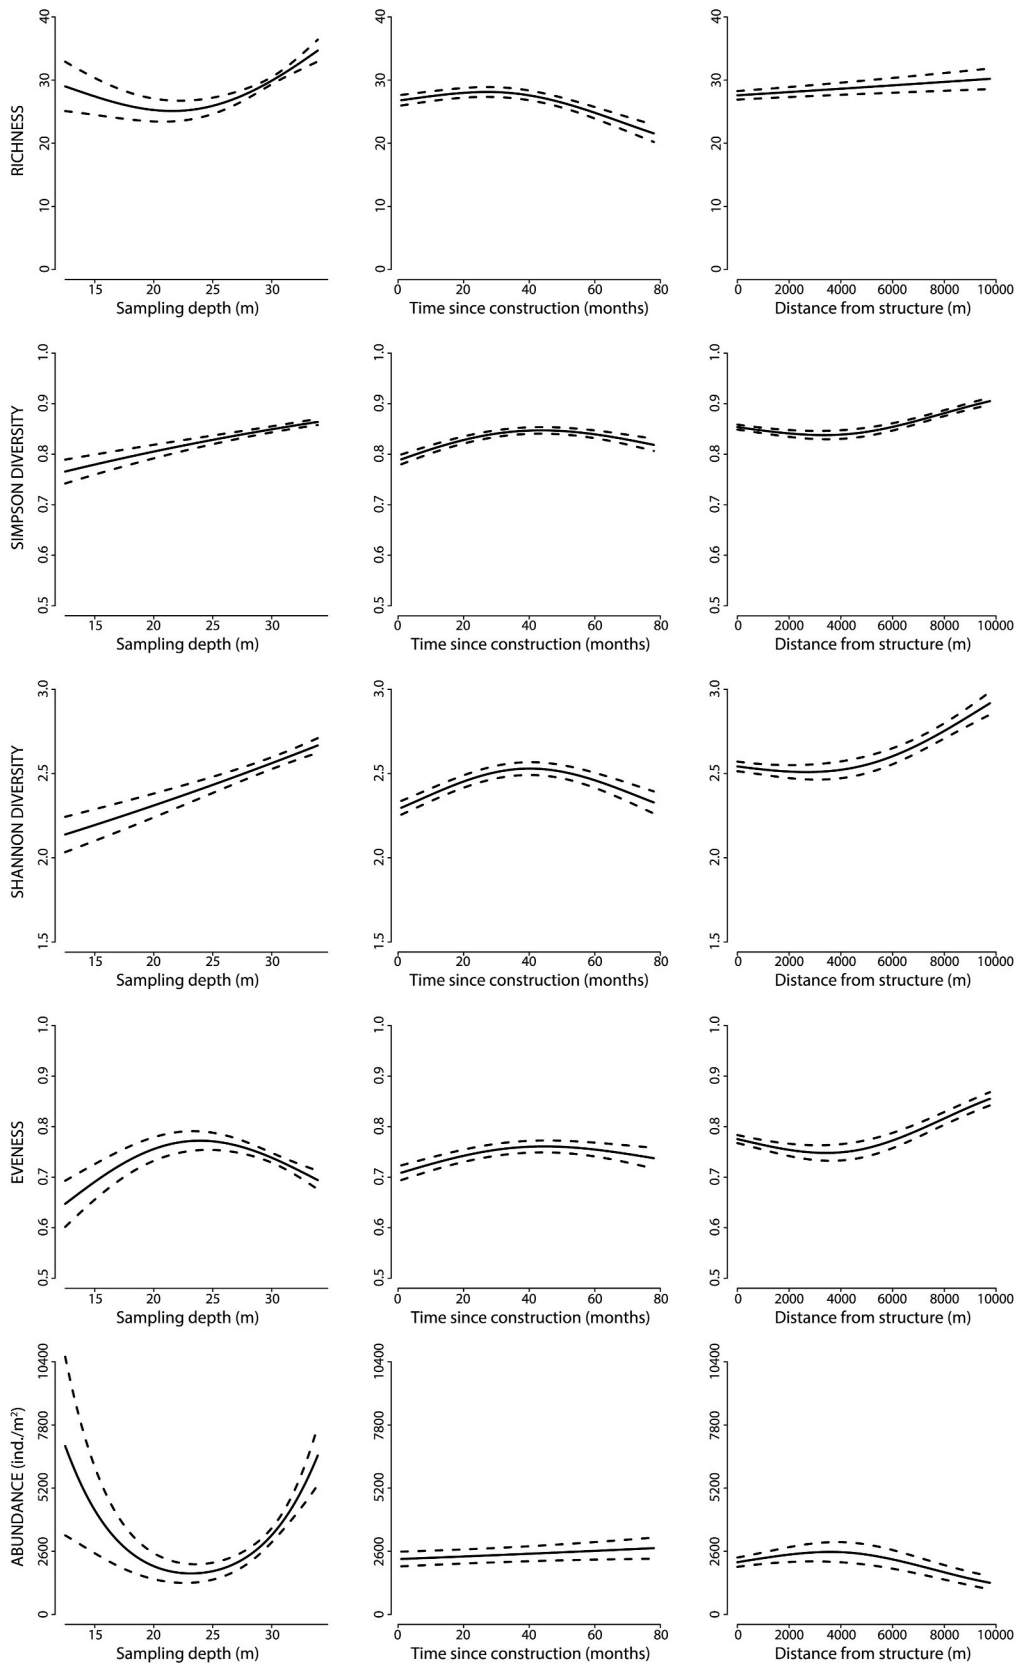 RICHNESS
0 10 20 30 40
15 20 25 30
Sampling depth (m)
0 10 20 30 40
0 20 40 60 80
Time since construction (months)
0 10 20 30 40
0 2000 4000 6000 8000 10000
Distance from structure (m)
SIMPSON DIVERSITY
0.5 0.6 0.7 0.8 0.9 1.0
15 20 25 30
Sampling depth (m)
0.5 0.6 0.7 0.8 0.9 1.0
0 20 40 60 80
Time since construction (months)
0.5 0.6 0.7 0.8 0.9 1.0
0 2000 4000 6000 8000 10000
Distance from structure (m)
SHANNON DIVERSITY
1.5 2.0 2.5 3.0
15 20 25 30
Sampling depth (m)
1.5 2.0 2.5 3.0
0 20 40 60 80
Time since construction (months)
1.5 2.0 2.5 3.0
0 2000 4000 6000 8000 10000
Distance from structure (m)
EVENESS
0.5 0.6 0.7 0.8 0.9 1.0
15 20 25 30
Sampling depth (m)
0.5 0.6 0.7 0.8 0.9 1.0
0 20 40 60 80
Time since construction (months)
0.5 0.6 0.7 0.8 0.9 1.0
0 2000 4000 6000 8000 10000
Distance from structure (m)
ABUNDANCE (ind./m²)
0 2600 5200 7800 10400
15 20 25 30
Sampling depth (m)
0 2600 5200 7800 10400
0 20 40 60 80
Time since construction (months)
0 2600 5200 7800 10400
0 2000 4000 6000 8000 10000
Distance from structure (m)